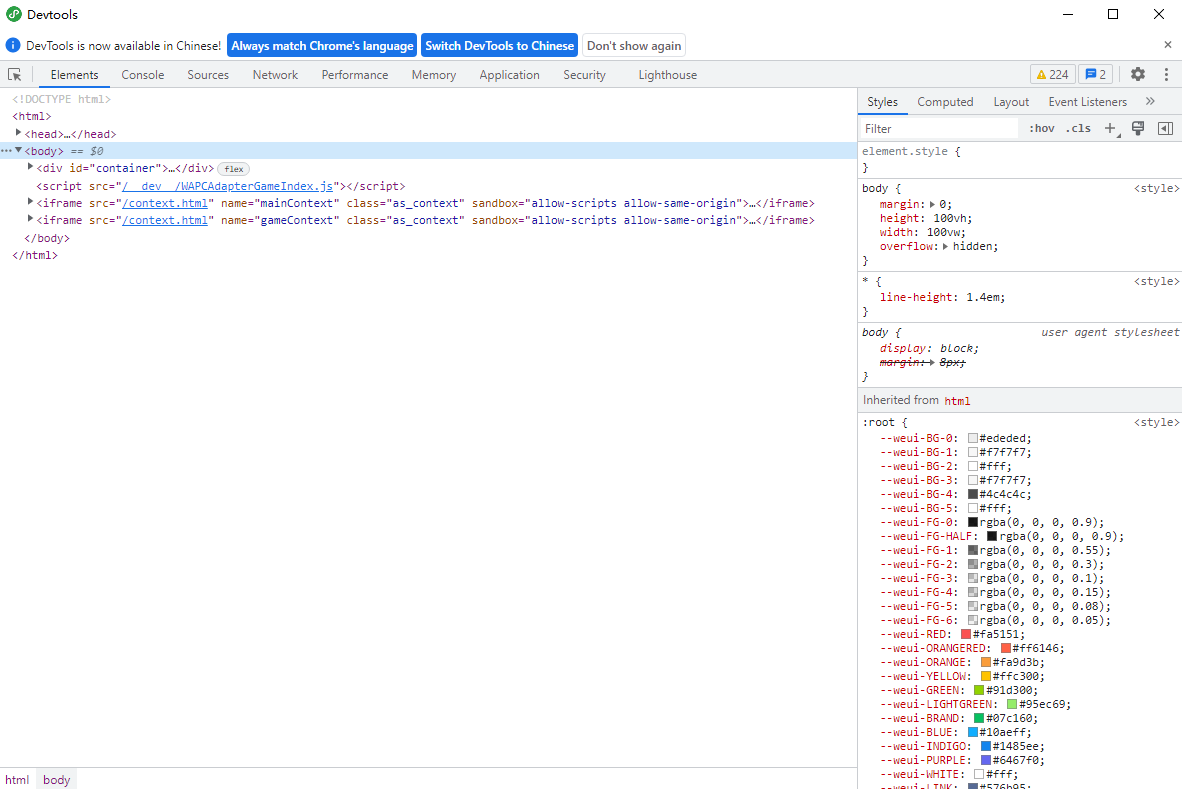 Devtools
DevTools is now available in Chinese! Always match Chrome's language Switch DevTools to Chinese Don't show again
Elements Console Sources Network Performance Memory Application Security Lighthouse 224 2
<!DOCTYPE html>
<html>
<head>…</head>
<body> == $0
<div id="container">…</div> flex
<script src="/__dev__/WAPCAdapterGameIndex.js"></script>
<iframe src="/context.html" name="mainContext" class="as_context" sandbox="allow-scripts allow-same-origin">…</iframe>
<iframe src="/context.html" name="gameContext" class="as_context" sandbox="allow-scripts allow-same-origin">…</iframe>
</body>
</html>
html body
Styles Computed Layout Event Listeners
Filter :hov .cls
element.style {
}
body { <style>
margin: 0;
height: 100vh;
width: 100vw;
overflow: hidden;
}
* { <style>
line-height: 1.4em;
}
body { user agent stylesheet
display: block;
margin: 8px;
}
Inherited from html
:root { <style>
--weui-BG-0: #ededed;
--weui-BG-1: #f7f7f7;
--weui-BG-2: #fff;
--weui-BG-3: #f7f7f7;
--weui-BG-4: #4c4c4c;
--weui-BG-5: #fff;
--weui-FG-0: rgba(0, 0, 0, 0.9);
--weui-FG-HALF: rgba(0, 0, 0, 0.9);
--weui-FG-1: rgba(0, 0, 0, 0.55);
--weui-FG-2: rgba(0, 0, 0, 0.3);
--weui-FG-3: rgba(0, 0, 0, 0.1);
--weui-FG-4: rgba(0, 0, 0, 0.15);
--weui-FG-5: rgba(0, 0, 0, 0.08);
--weui-FG-6: rgba(0, 0, 0, 0.05);
--weui-RED: #fa5151;
--weui-ORANGERED: #ff6146;
--weui-ORANGE: #fa9d3b;
--weui-YELLOW: #ffc300;
--weui-GREEN: #91d300;
--weui-LIGHTGREEN: #95ec69;
--weui-BRAND: #07c160;
--weui-BLUE: #10aeff;
--weui-INDIGO: #1485ee;
--weui-PURPLE: #6467f0;
--weui-WHITE: #fff;
--weui-LINK: #576b95;